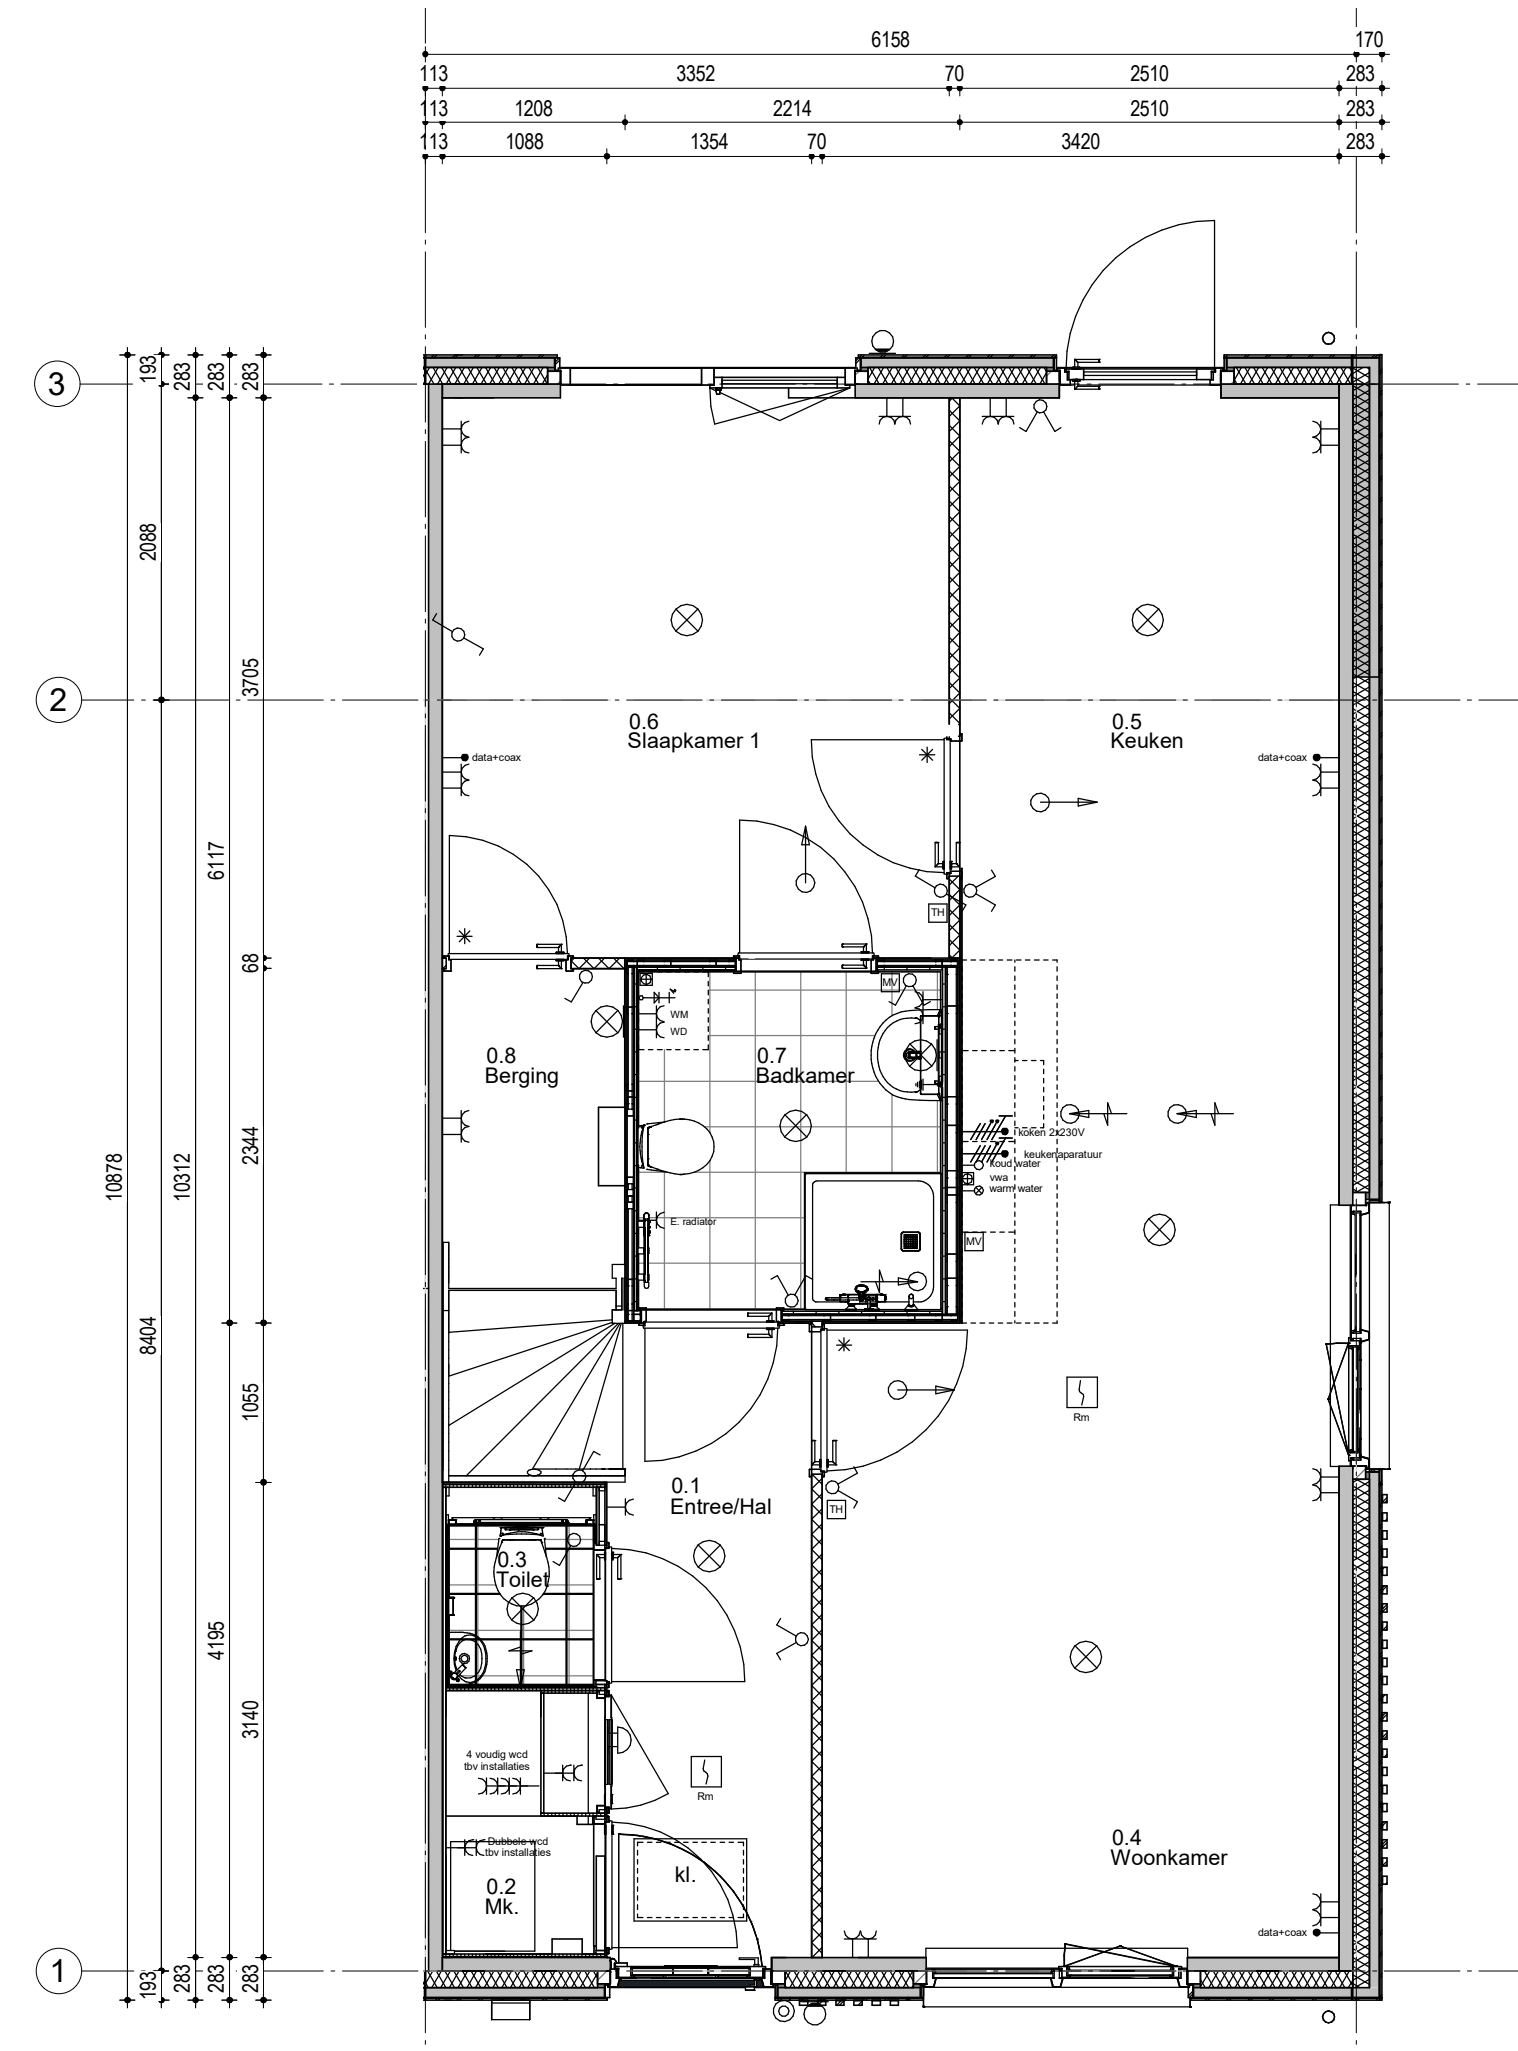 6158 170
113 3352 70 2510 283
113 1208 2214 2510 283
113 1088 1354 70 3420 283
3
193 283 283 283
2088
3705
2
0.6
Slaapkamer 1
0.5
Keuken
data+coax
data+coax
6117
TH
68
MV
WM
WD
0.8
Berging
0.7
Badkamer
koken 2x230V
keukenaparatuur
koud water
vwa
warm water
10878 10312 2344
E. radiator
MV
8404
1055
Rm
0.1
Entree/Hal
TH
0.3
Toilet
4195
3140
4 voudig wcd
tbv installaties
Rm
Dubbele wcd
tbv installaties
kl.
0.2
Mk.
0.4
Woonkamer
data+coax
1
193 283 283 283